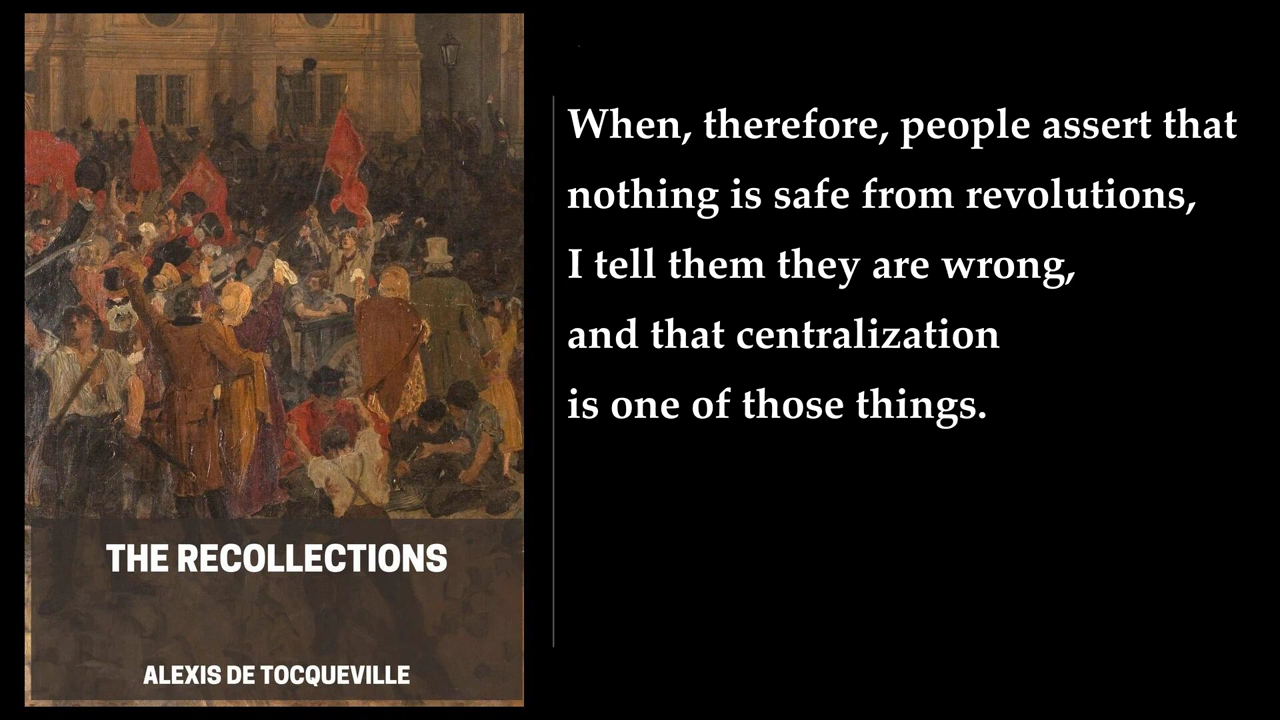 THE RECOLLECTIONS
ALEXIS DE TOCQUEVILLE
When, therefore, people assert that
nothing is safe from revolutions,
I tell them they are wrong,
and that centralization
is one of those things.